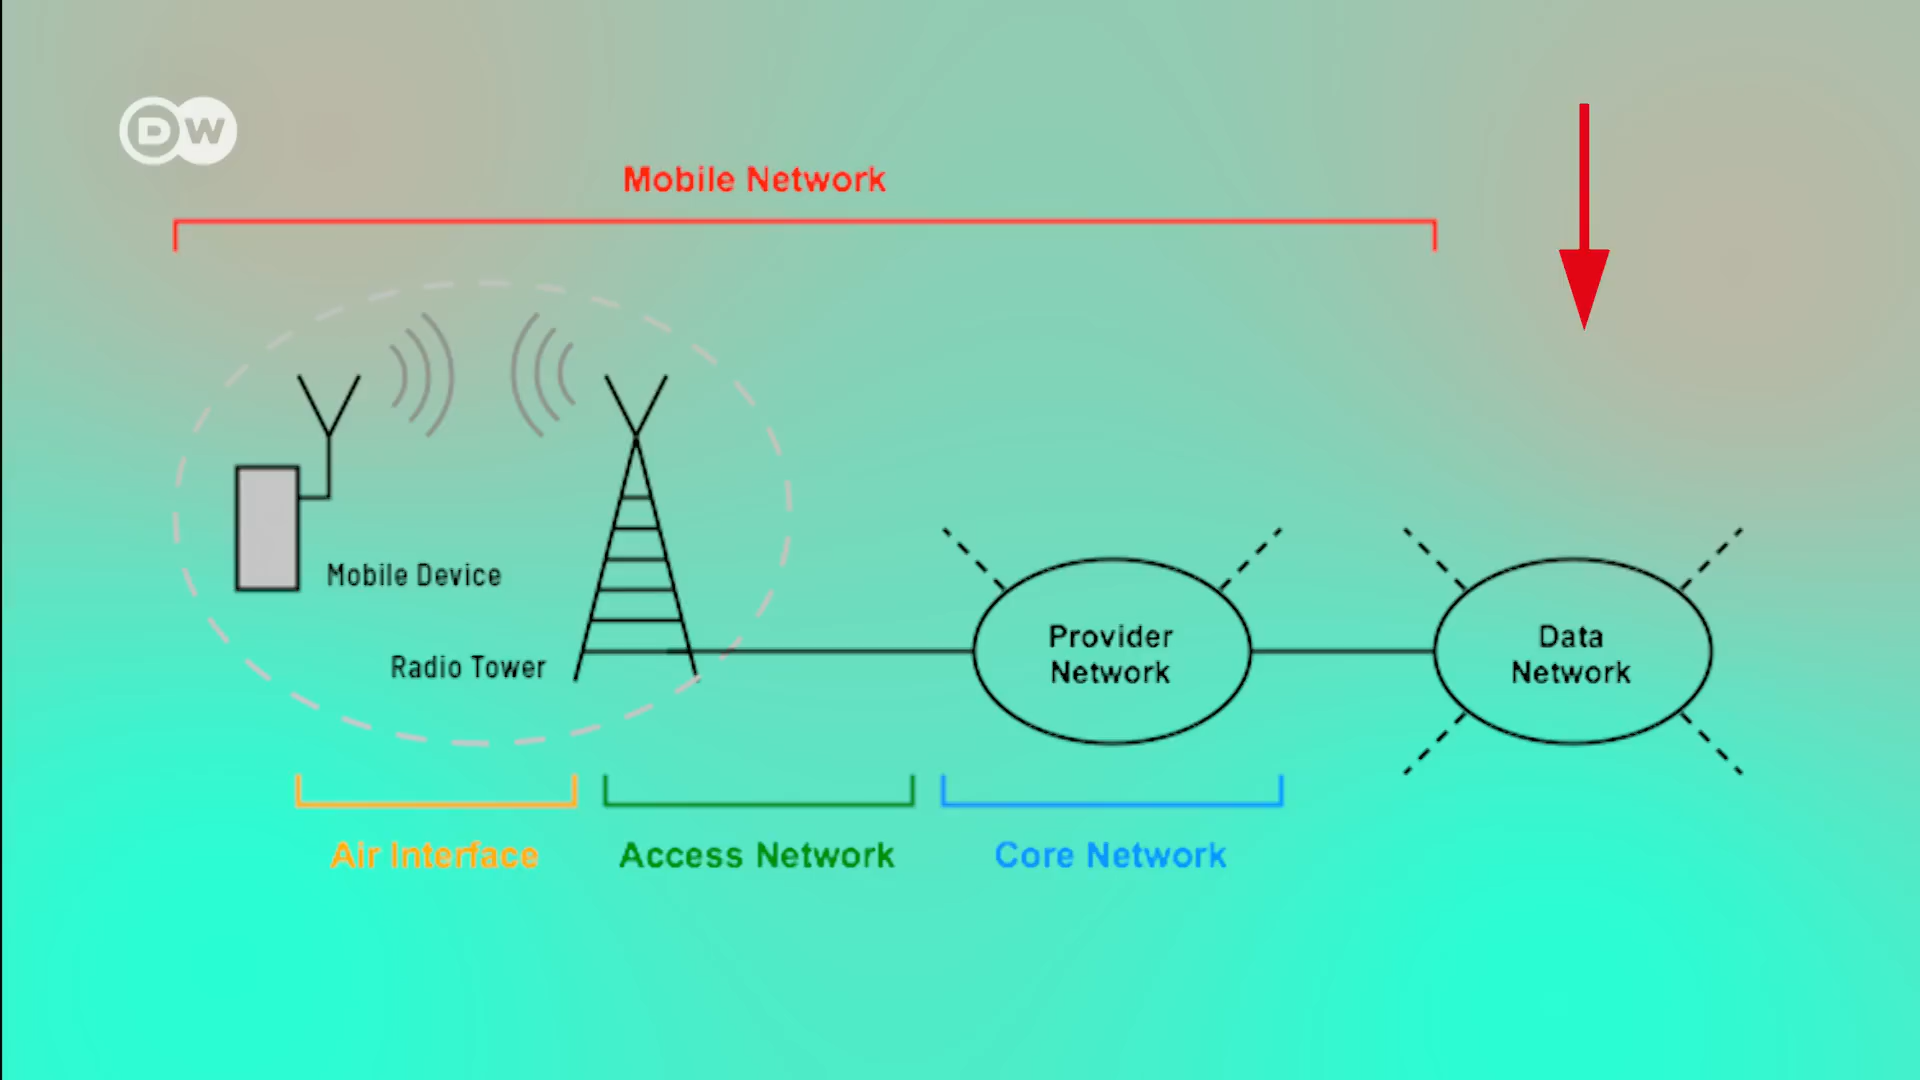 DW
Mobile Network
Mobile Device
Radio Tower
Provider
Network
Data
Network
Air Interface
Access Network
Core Network